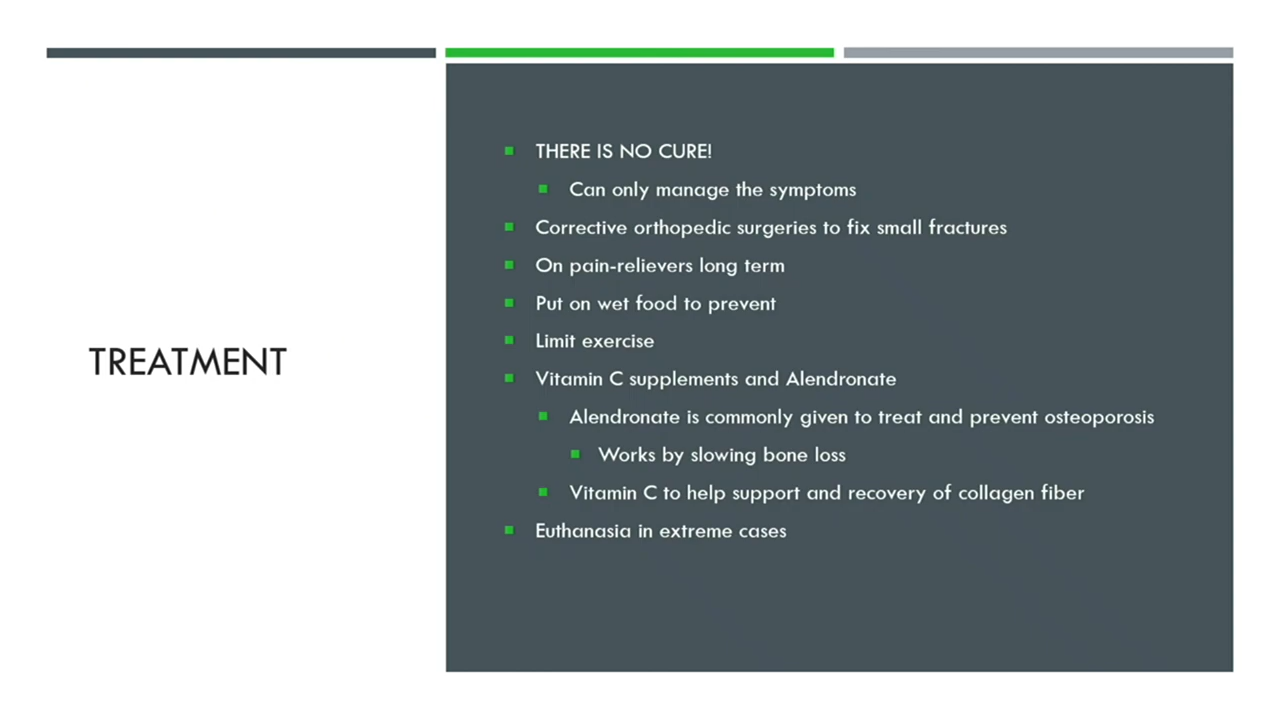 TREATMENT
THERE IS NO CURE!
Can only manage the symptoms
Corrective orthopedic surgeries to fix small fractures
On pain-relievers long term
Put on wet food to prevent
Limit exercise
Vitamin C supplements and Alendronate
Alendronate is commonly given to treat and prevent osteoporosis
Works by slowing bone loss
Vitamin C to help support and recovery of collagen fiber
Euthanasia in extreme cases